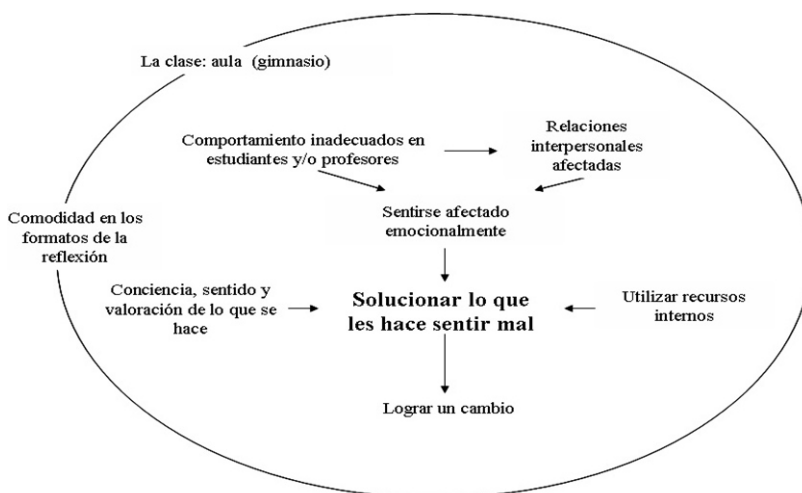 La clase: aula (gimnasio)
Comportamiento inadecuados en
estudiantes y/o profesores
Relaciones
interpersonales
afectadas
Sentirse afectado
emocionalmente
Comodidad en los
formatos de la
reflexión
Conciencia, sentido y
valoración de lo que se
hace
Solucionar lo que
les hace sentir mal
Utilizar recursos
internos
Lograr un cambio